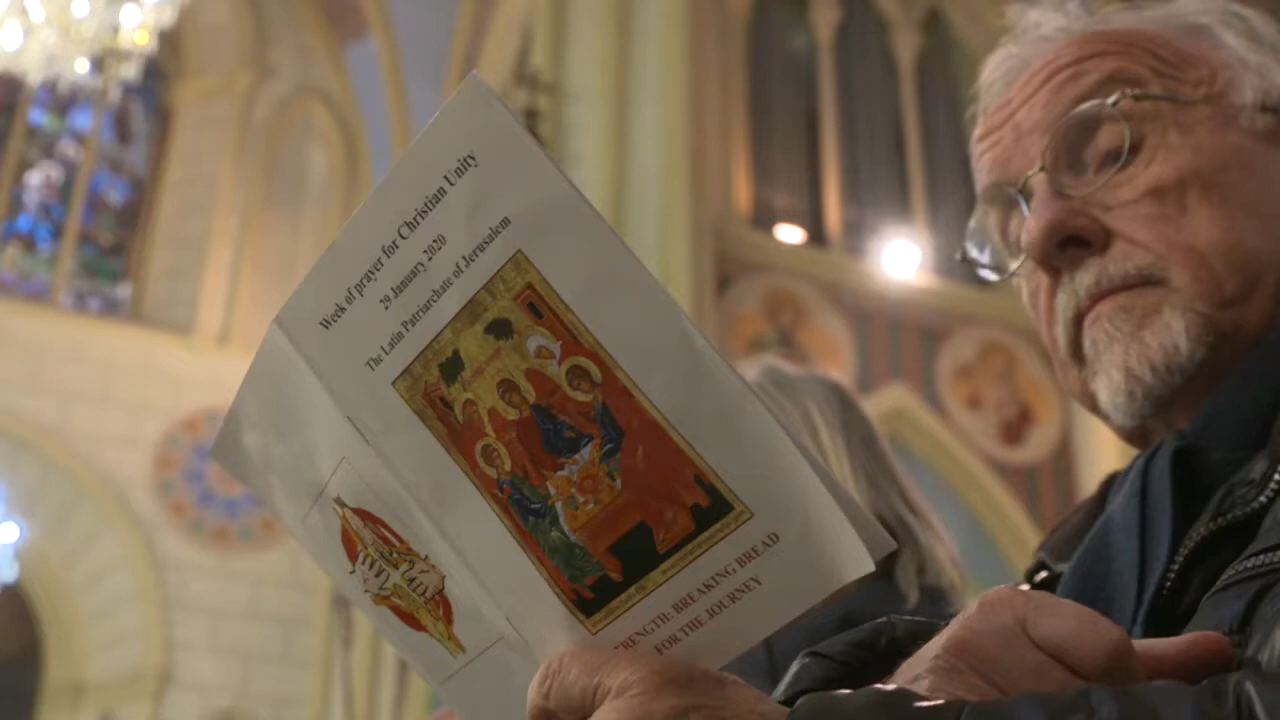 Week of prayer for Christian Unity
29 January 2020
The Latin Patriarchate of Jerusalem
TRENGTH: BREAKING BREAD
FOR THE JOURNEY